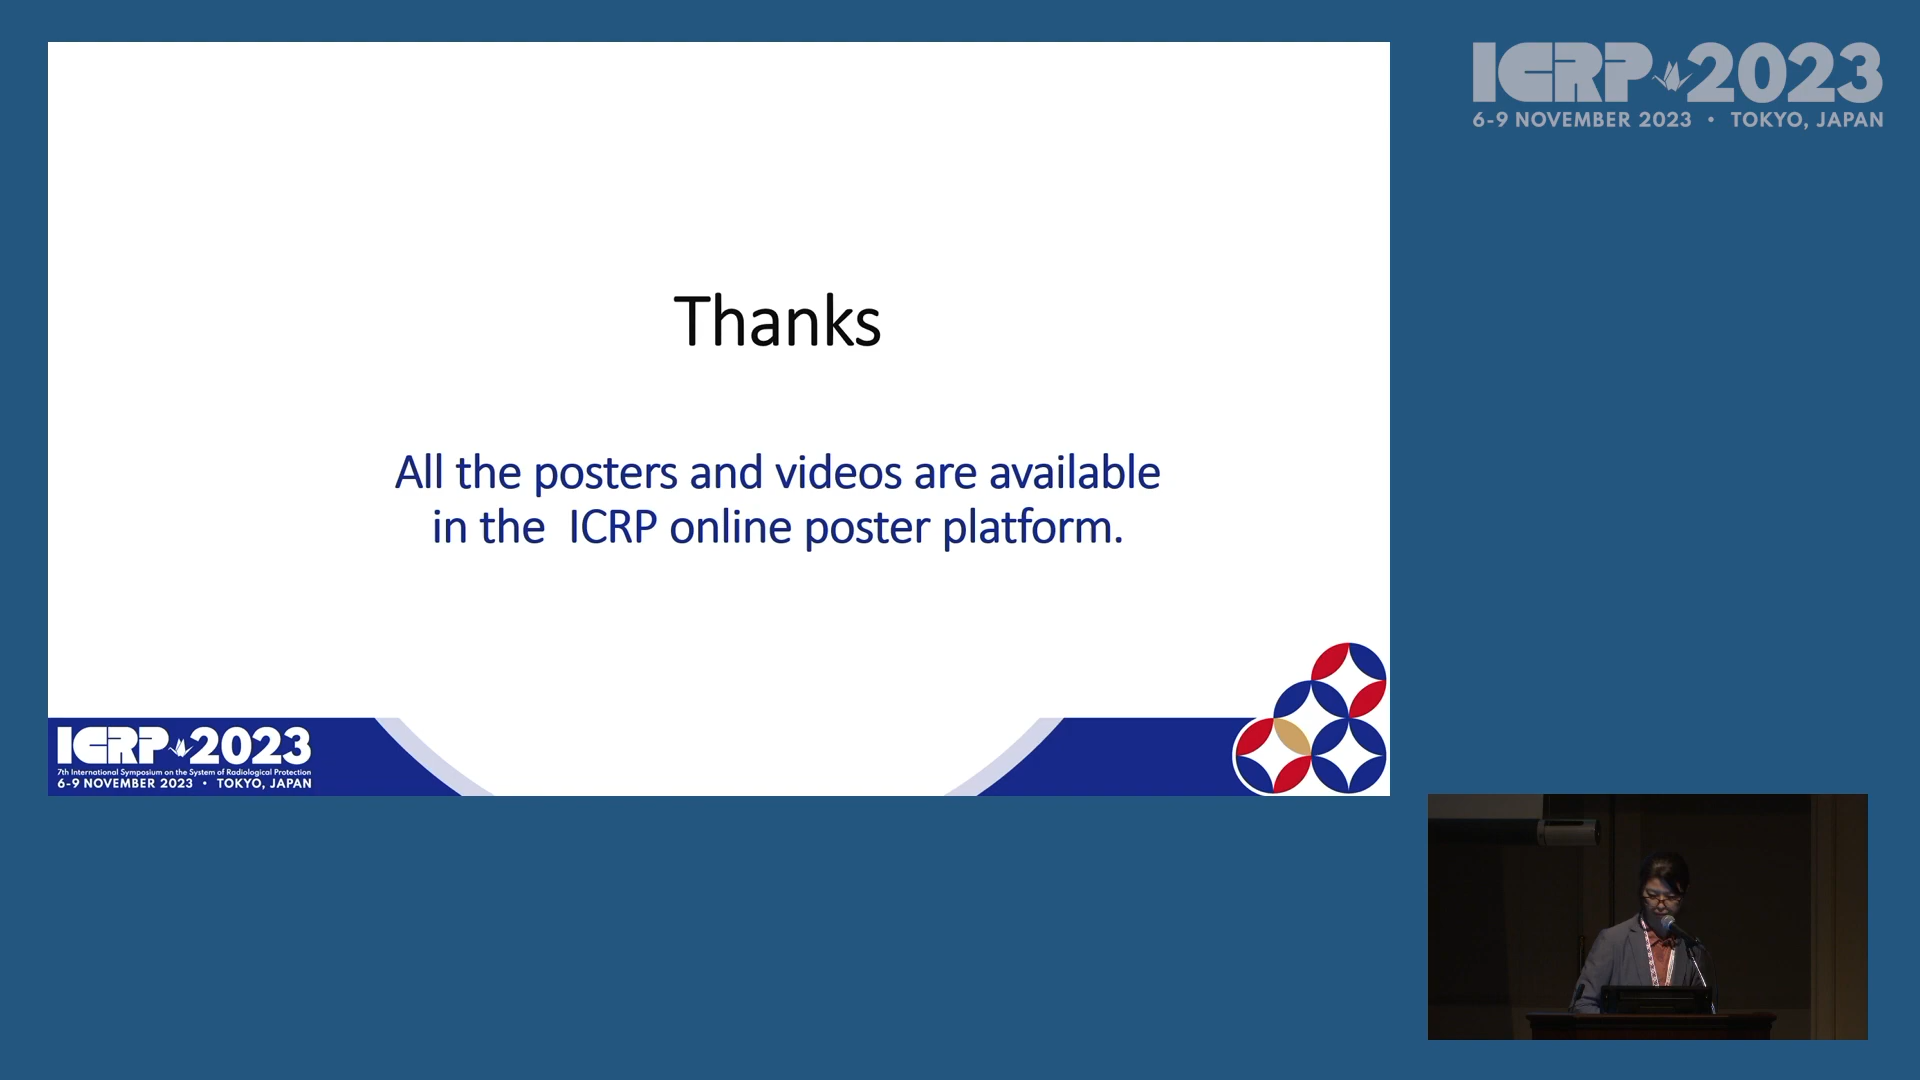 Thanks
All the posters and videos are available
in the ICRP online poster platform.
ICRP 2023
7th International Symposium on the System of Radiological Protection
6-9 NOVEMBER 2023 • TOKYO, JAPAN
ICRP 2023
6-9 NOVEMBER 2023 • TOKYO, JAPAN